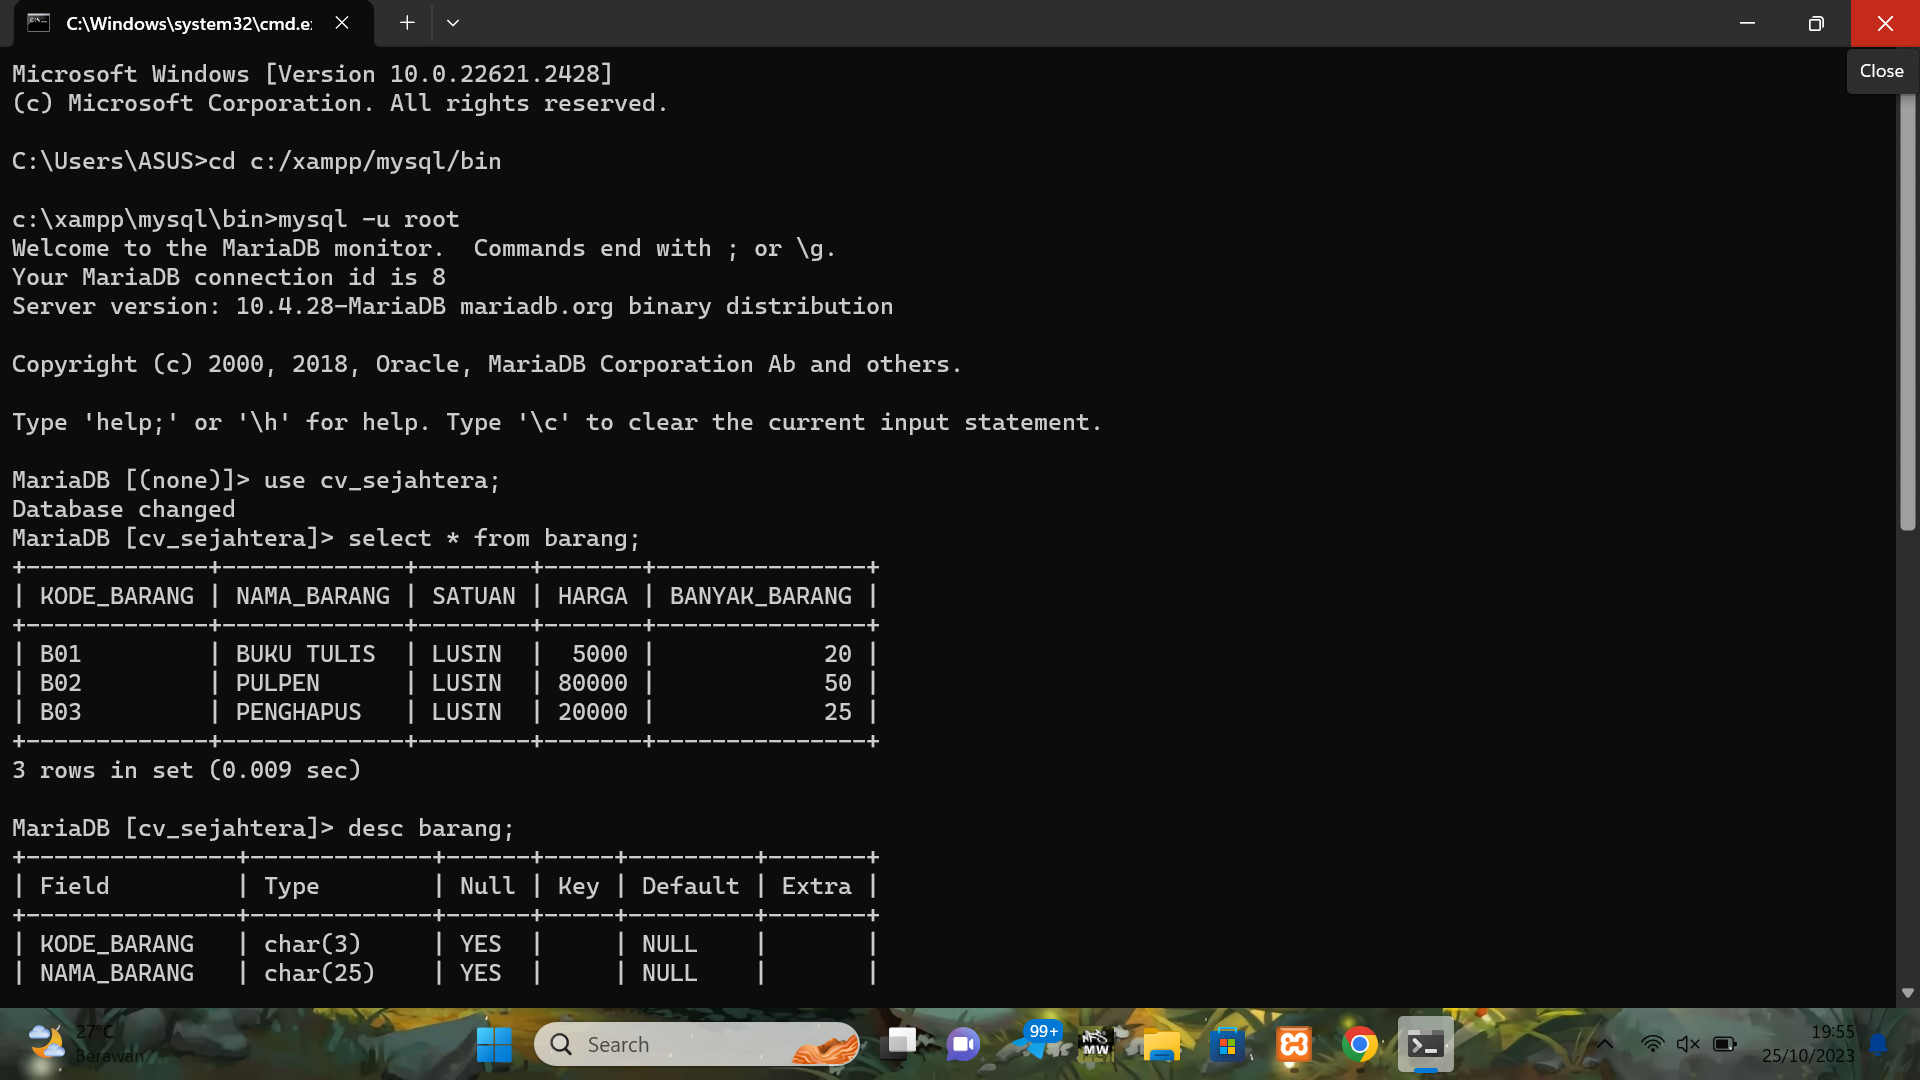 C:\Windows\system32\cmd.e
Close
Microsoft Windows [Version 10.0.22621.2428]
(c) Microsoft Corporation. All rights reserved.
C:\Users\ASUS>cd c:/xampp/mysql/bin
c:\xampp\mysql\bin>mysql -u root
Welcome to the MariaDB monitor.  Commands end with ; or \g.
Your MariaDB connection id is 8
Server version: 10.4.28-MariaDB mariadb.org binary distribution
Copyright (c) 2000, 2018, Oracle, MariaDB Corporation Ab and others.
Type 'help;' or '\h' for help. Type '\c' to clear the current input statement.
MariaDB [(none)]> use cv_sejahtera;
Database changed
MariaDB [cv_sejahtera]> select * from barang;
+-------------+-------------+--------+-------+---------------+
| KODE_BARANG | NAMA_BARANG | SATUAN | HARGA | BANYAK_BARANG |
+-------------+-------------+--------+-------+---------------+
| B01         | BUKU TULIS  | LUSIN  |  5000 |            20 |
| B02         | PULPEN      | LUSIN  | 80000 |            50 |
| B03         | PENGHAPUS   | LUSIN  | 20000 |            25 |
+-------------+-------------+--------+-------+---------------+
3 rows in set (0.009 sec)
MariaDB [cv_sejahtera]> desc barang;
+---------------+-------------+------+-----+---------+-------+
| Field         | Type        | Null | Key | Default | Extra |
+---------------+-------------+------+-----+---------+-------+
| KODE_BARANG   | char(3)     | YES  |     | NULL    |       |
| NAMA_BARANG   | char(25)    | YES  |     | NULL    |       |
27°C
Berawan
Search
99+
NFS
MW
19:55
25/10/2023